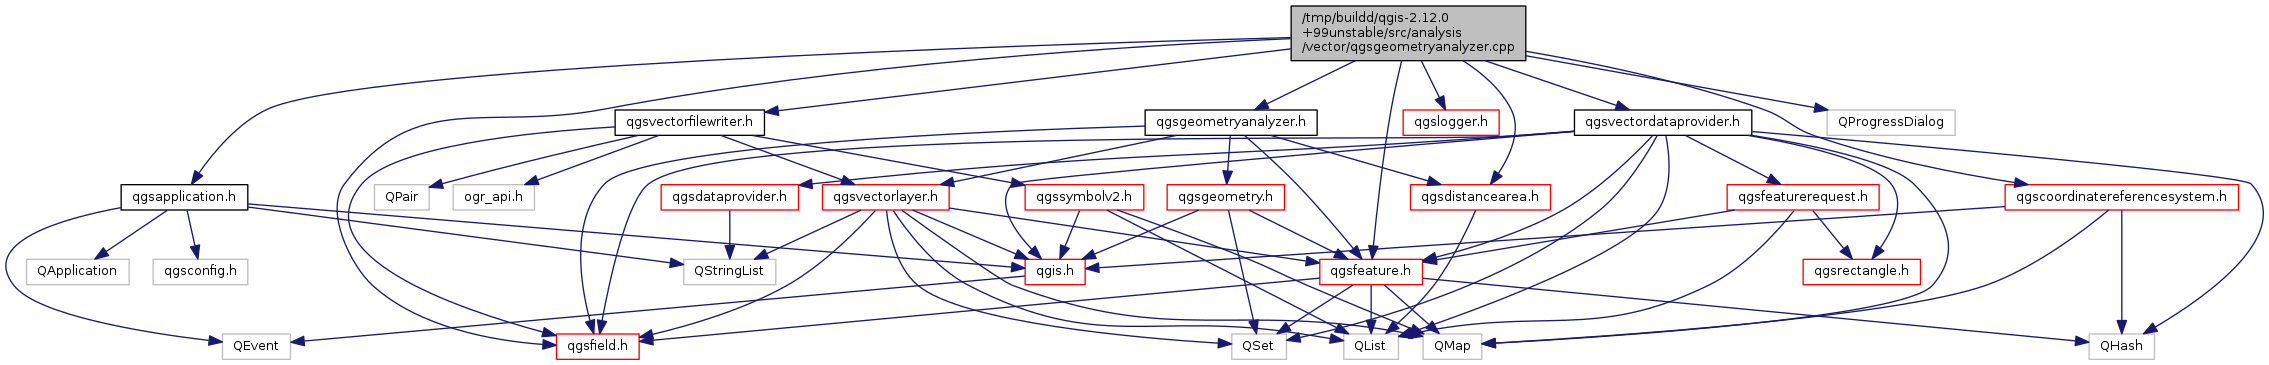 /tmp/buildd/qgis-2.12.0
+99unstable/src/analysis
/vector/qgsgeometryanalyzer.cpp
qgsvectorfilewriter.h
qgsgeometryanalyzer.h
qgslogger.h
qgsvectordataprovider.h
QProgressDialog
qgsapplication.h
QPair
ogr_api.h
qgsdataprovider.h
qgsvectorlayer.h
qgssymbolv2.h
qgsgeometry.h
qgsdistancearea.h
qgsfeaturerequest.h
qgscoordinatereferencesystem.h
QApplication
qgsconfig.h
QStringList
qgis.h
qgsfeature.h
qgsrectangle.h
QEvent
qgsfield.h
QSet
QList
QMap
QHash